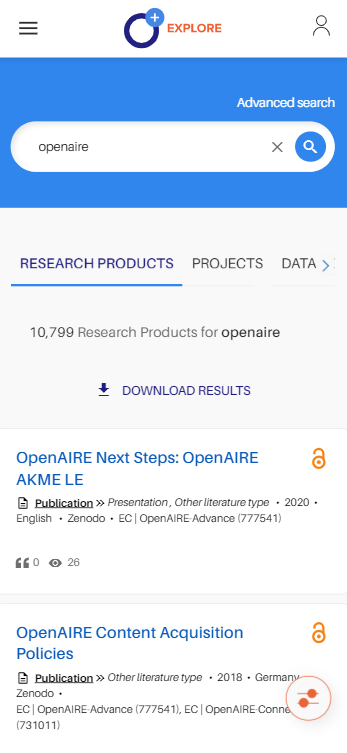 EXPLORE
Advanced search
openaire
RESEARCH PRODUCTS PROJECTS DATA
10,799 Research Products for openaire
DOWNLOAD RESULTS
OpenAIRE Next Steps: OpenAIRE
AKME LE
Publication » Presentation , Other literature type • 2020 •
English • Zenodo • EC | OpenAIRE-Advance (777541)
0 26
OpenAIRE Content Acquisition
Policies
Publication » Other literature type • 2018 • Germany
Zenodo •
EC | OpenAIRE-Advance (777541), EC | OpenAIRE-Conne
(731011)